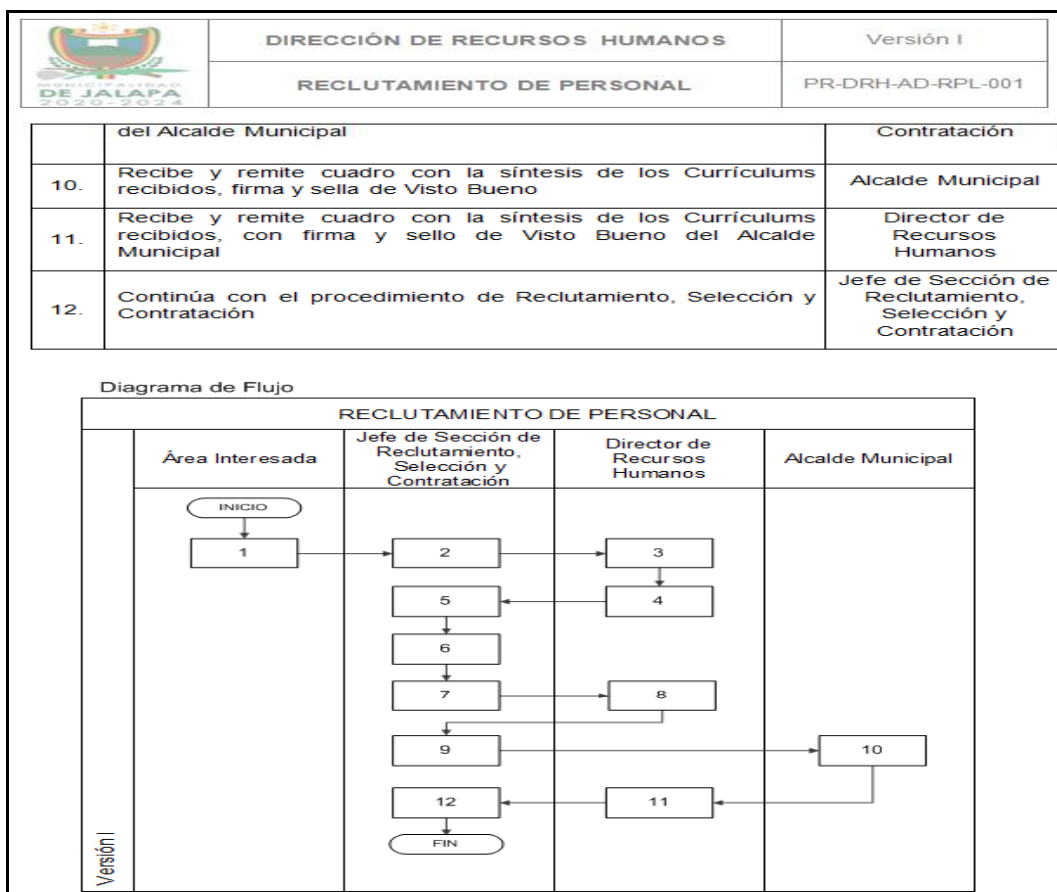 MUNICIPALIDAD
DE JALAPA
2020-2024
DIRECCIÓN DE RECURSOS HUMANOS
Versión I
RECLUTAMIENTO DE PERSONAL
PR-DRH-AD-RPL-001
del Alcalde Municipal
Contratación
10.
Recibe y remite cuadro con la síntesis de los Currículums
recibidos, firma y sella de Visto Bueno
Alcalde Municipal
11.
Recibe y remite cuadro con la síntesis de los Currículums
recibidos, con firma y sello de Visto Bueno del Alcalde
Municipal
Director de
Recursos
Humanos
12.
Continúa con el procedimiento de Reclutamiento, Selección y
Contratación
Jefe de Sección de
Reclutamiento,
Selección y
Contratación
Diagrama de Flujo
RECLUTAMIENTO DE PERSONAL
Área Interesada
Jefe de Sección de
Reclutamiento,
Selección y
Contratación
Director de
Recursos
Humanos
Alcalde Municipal
INICIO
1
2
3
5
4
6
7
8
9
10
12
11
FIN
Versión I